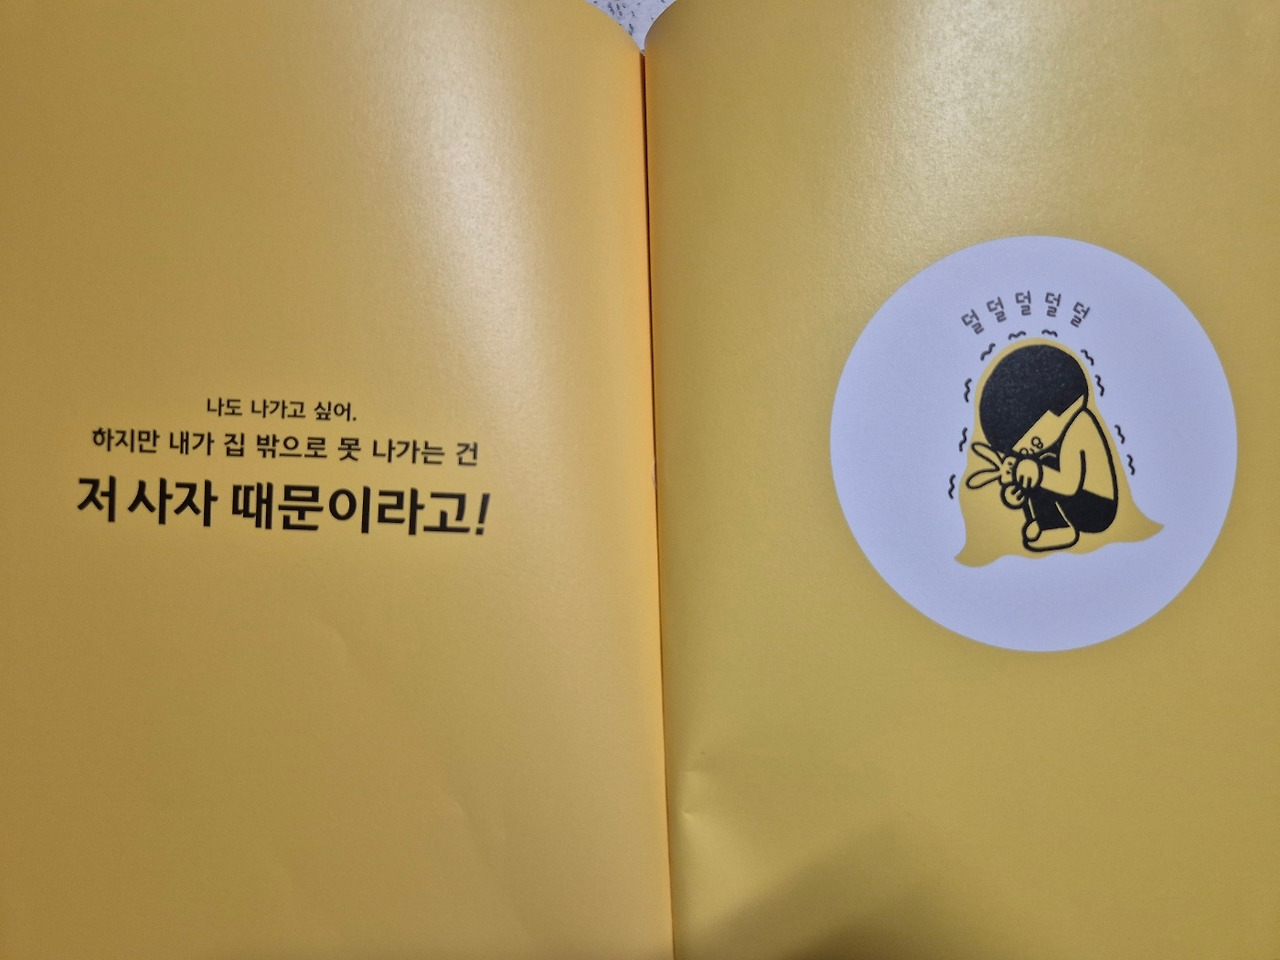 나도 나가고 싶어.
하지만 내가 집 밖으로 못 나가는 건
저 사자 때문이라고!
덜덜덜덜덜